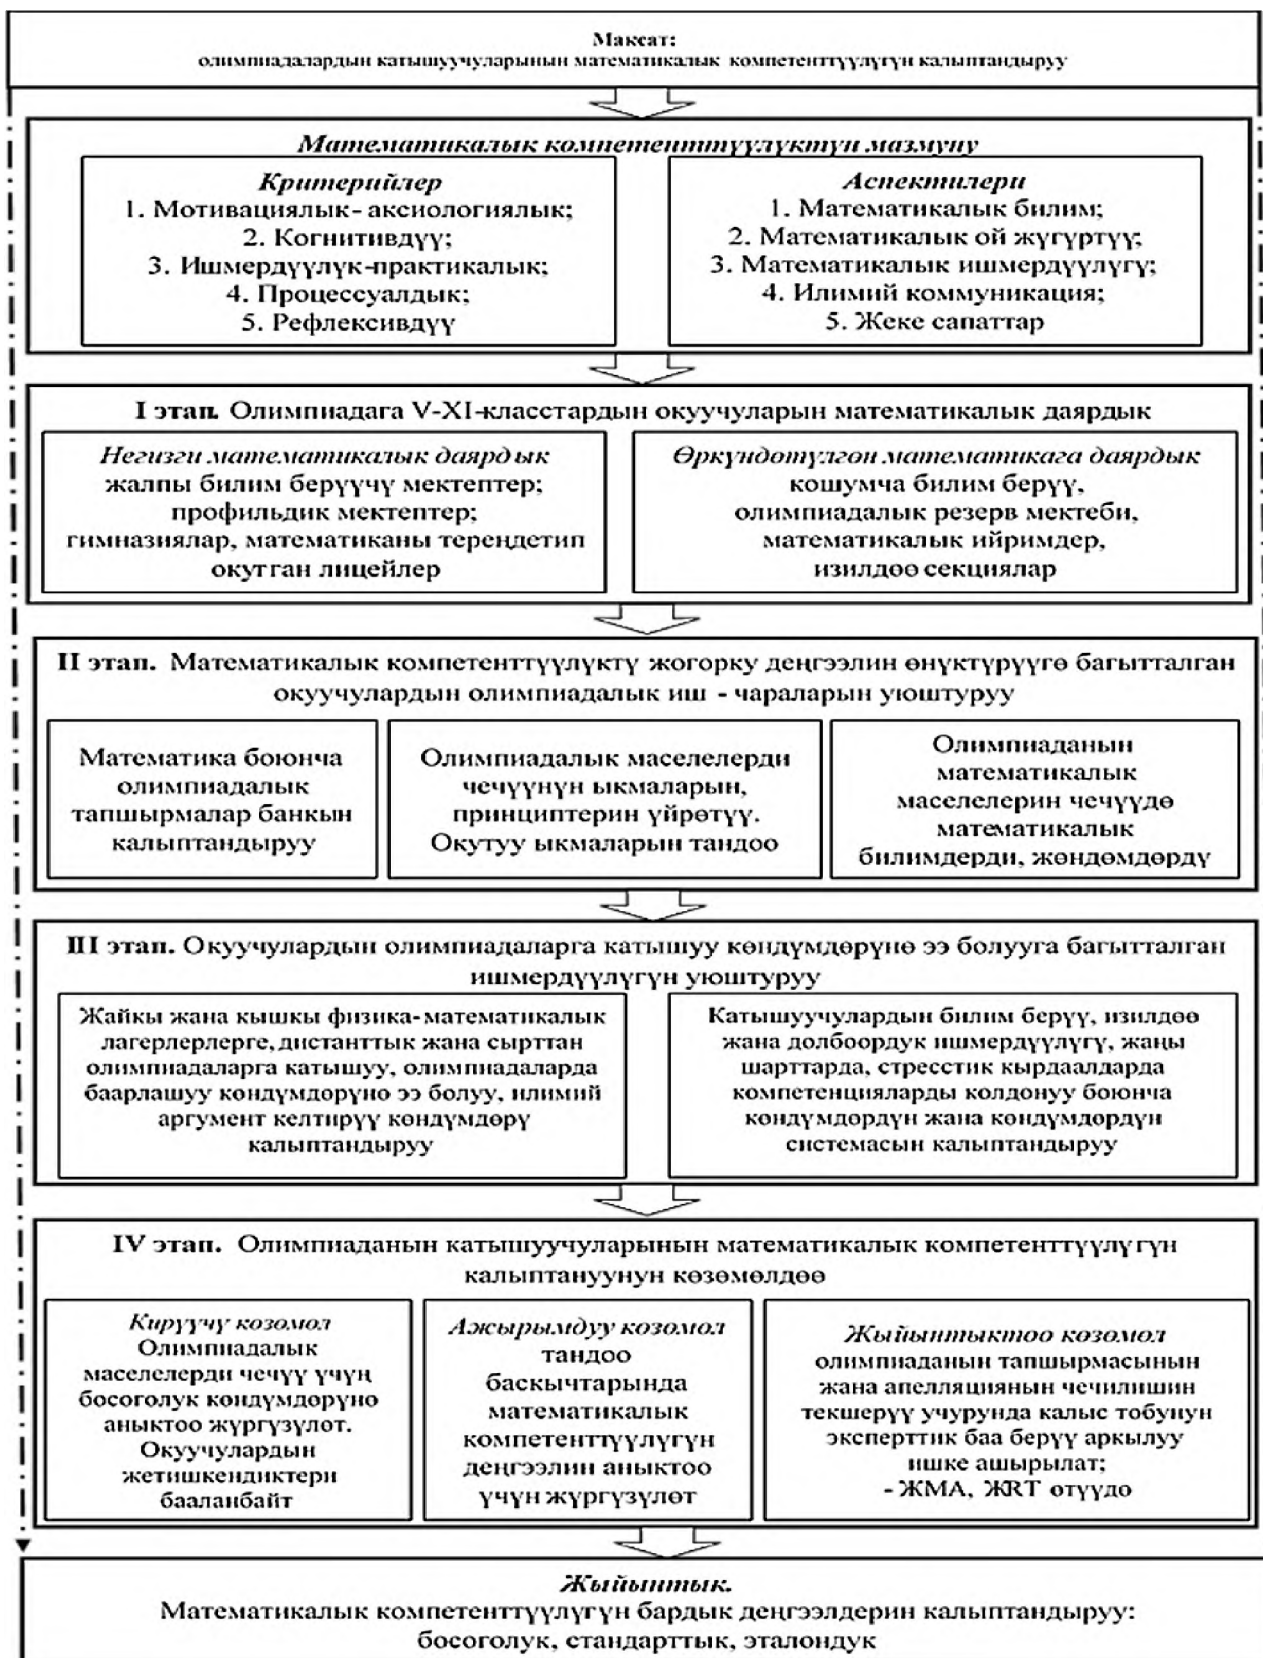 Максат:
олимпиадалардын катышуучуларынын математикалык компетенттүүлүгүн калыптандыруу
Математикалык компетенттүүлүктүн мазмуну
Критерийлер
1. Мотивациялык- аксиологиялык;
2. Когнитивдүү;
3. Ишмердүүлүк-практикалык;
4. Процессуалдык;
5. Рефлексивдүү
Аспектилери
1. Математикалык билим;
2. Математикалык ой жүгүртүү;
3. Математикалык ишмердүүлүгү;
4. Илимий коммуникация;
5. Жеке сапаттар
I этап. Олимпиадага V-XI-класстардын окуучуларын математикалык даярдык
Негизги математикалык даярдык
жалпы билим берүүчү мектептер;
профильдик мектептер;
гимназиялар, математиканы тереңдетип
окутган лицейлер
Өркүндөтүлгөн математикага даярдык
кошумча билим берүү,
олимпиадалык резерв мектеби,
математикалык ийримдер,
изилдөө секциялар
II этап. Математикалык компетенттүүлүктү жогорку деңгээлин өнүктүрүүгө багытталган
окуучулардын олимпиадалык иш - чараларын уюштуруу
Математика боюнча
олимпиадалык
тапшырмалар банкын
калыптандыруу
Олимпиадалык маселелерди
чечүүнүн ыкмаларын,
принциптерин үйрөтүү.
Окутуу ыкмаларын тандоо
Олимпиаданын
математикалык
маселелерин чечүүдө
математикалык
билимдерди, жөндөмдөрдү
III этап. Окуучулардын олимпиадаларга катышуу көндүмдөрүнө ээ болууга багытталган
ишмердүүлүгүн уюштуруу
Жайкы жана кышкы физика-математикалык
лагерлерлерге, дистанттык жана сырттан
олимпиадаларга катышуу, олимпиадаларда
баарлашуу көндүмдөрүнө ээ болуу, илимий
аргумент келтирүү көндүмдөрү
калыптандыруу
Катышуучулардын билим берүү, изилдөө
жана долбоордук ишмердүүлүгү, жаңы
шарттарда, стресстик кырдаалдарда
компетенцияларды колдонуу боюнча
көндүмдөрдүн жана көндүмдөрдүн
системасын калыптандыруу
IV этап. Олимпиаданын катышуучуларынын математикалык компетенттүүлүгүн
калыптануунун көзөмөлдөө
Кирүүчү көзөмөл
Олимпиадалык
маселелерди чечүү үчүң
босоголук көндүмдөрүнө
аныктоо жүргүзүлөт.
Окуучулардын
жетишкендиктери
бааланбайт
Ажырымдуу көзөмөл
тандоо
баскычтарында
математикалык
компетенттүүлүгүн
деңгээлин аныктоо
үчүн жүргүзүлөт
Жыйынтыктоо көзөмөл
олимпиаданын тапшырмасынын
жана апелляциянын чечилишин
текшерүү учурунда калыс тобунун
эксперттик баа берүү аркылуу
ишке ашырылат;
- ЖМА, ЖRТ өтүүдө
Жыйынтык.
Математикалык компетенттүүлүгүн бардык деңгээлдерин калыптандыруу:
босоголук, стандарттык, эталондук